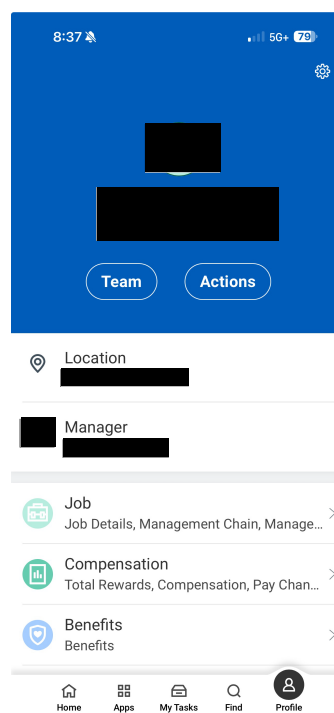 8:37
5G+ 79
Team
Actions
Location
Manager
Job
Job Details, Management Chain, Manage...
Compensation
Total Rewards, Compensation, Pay Chan...
Benefits
Benefits
Home Apps My Tasks Find Profile